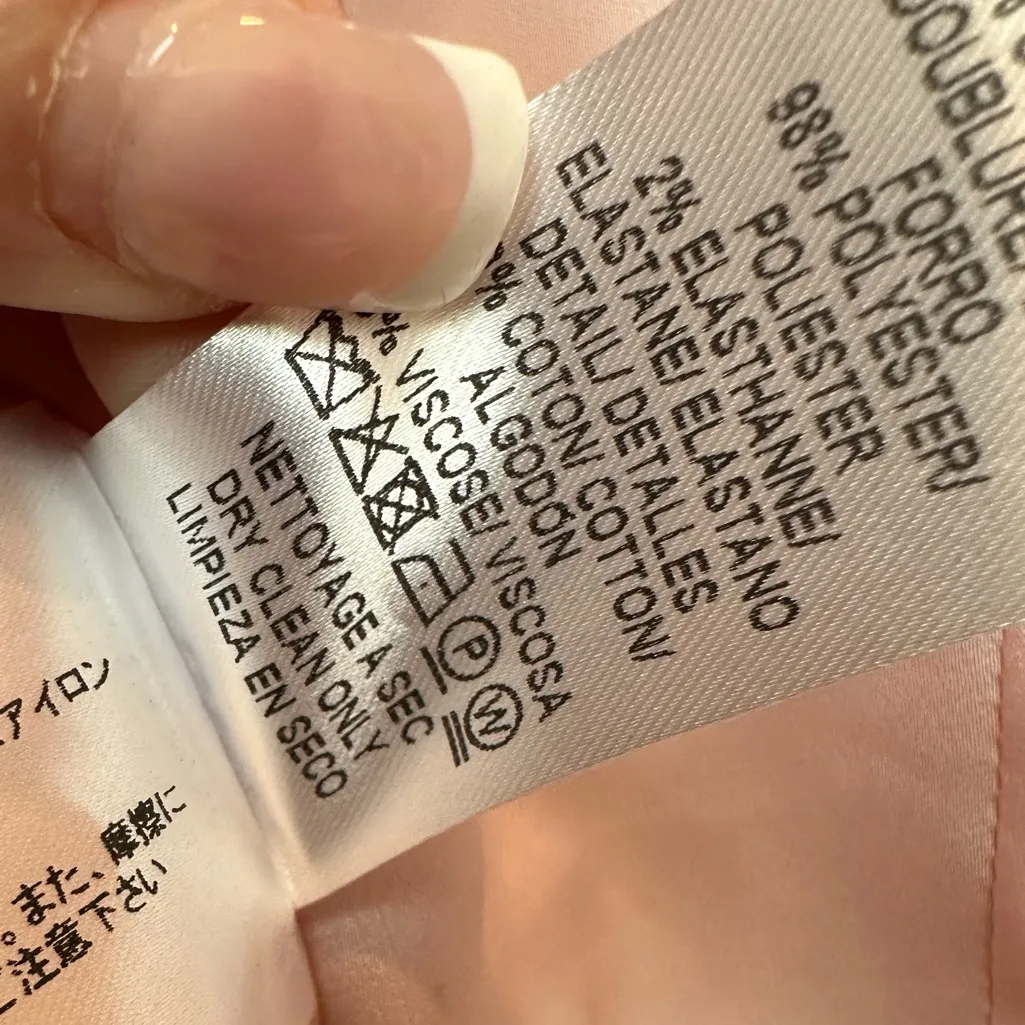 DOUBLURE/
FORRO
98% POLYESTER/
POLIESTER
2% ELASTHANNE/
ELASTANE/ ELASTANO
DETAIL/ DETALLES
% COTON/ COTTON/
ALGODÓN
% VISCOSE/ VISCOSA
P W
NETTOYAGE A SEC
DRY CLEAN ONLY
LIMPIEZA EN SECO
アイロン
。また、摩擦に
注意下さい